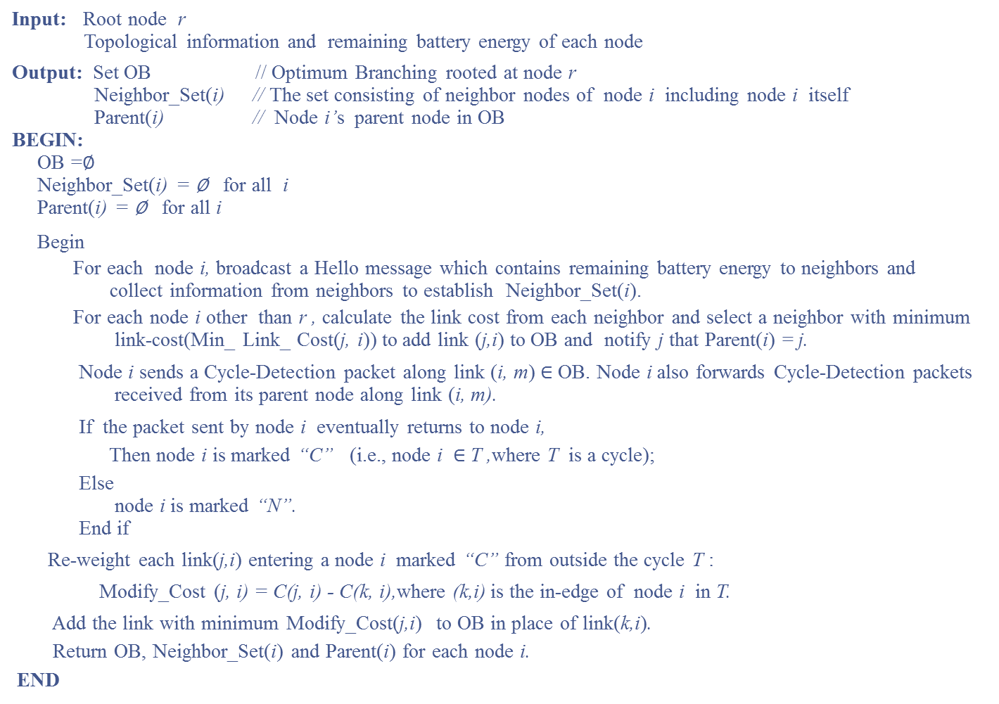 Input: Root node r
Topological information and remaining battery energy of each node
Output: Set OB // Optimum Branching rooted at node r
Neighbor_Set(i) // The set consisting of neighbor nodes of node i including node i itself
Parent(i) // Node i’s parent node in OB
BEGIN:
OB =∅
Neighbor_Set(i) = ∅ for all i
Parent(i) = ∅ for all i
Begin
For each node i, broadcast a Hello message which contains remaining battery energy to neighbors and
collect information from neighbors to establish Neighbor_Set(i).
For each node i other than r , calculate the link cost from each neighbor and select a neighbor with minimum
link-cost(Min_ Link_ Cost(j, i)) to add link (j,i) to OB and notify j that Parent(i) = j.
Node i sends a Cycle-Detection packet along link (i, m) ∈ OB. Node i also forwards Cycle-Detection packets
received from its parent node along link (i, m).
If the packet sent by node i eventually returns to node i,
Then node i is marked “C” (i.e., node i ∈ T ,where T is a cycle);
Else
node i is marked “N”.
End if
Re-weight each link(j,i) entering a node i marked “C” from outside the cycle T :
Modify_Cost (j, i) = C(j, i) - C(k, i),where (k,i) is the in-edge of node i in T.
Add the link with minimum Modify_Cost(j,i) to OB in place of link(k,i).
Return OB, Neighbor_Set(i) and Parent(i) for each node i.
END